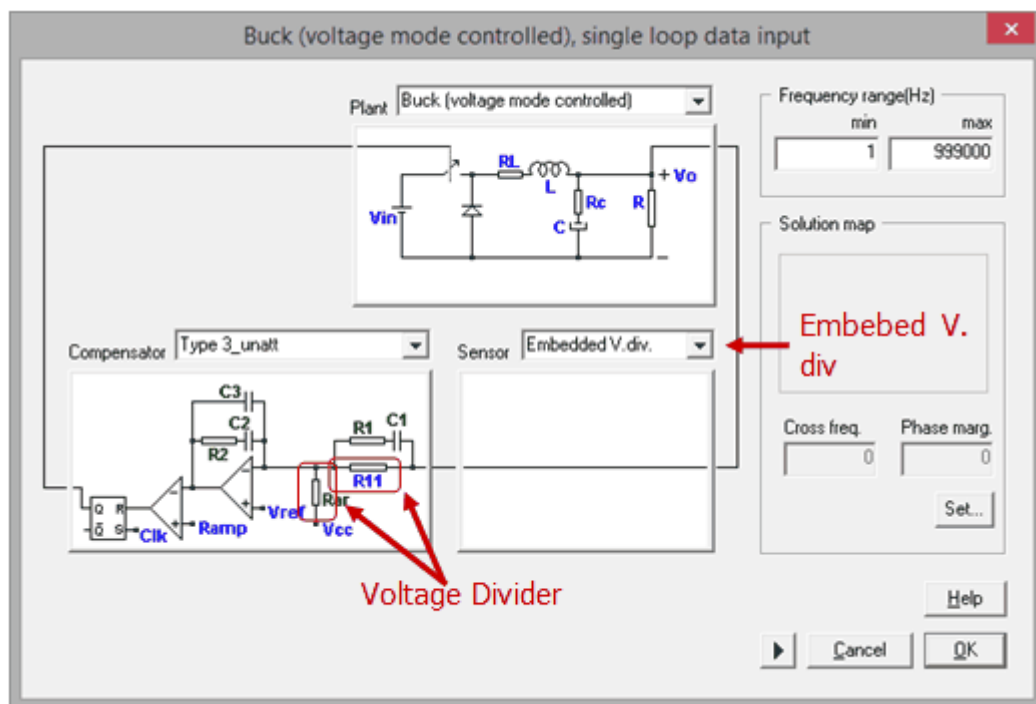 Buck (voltage mode controlled), single loop data input
x
Plant Buck (voltage mode controlled)
RL
L
+ Vo
Rc
R
C
Vin
-
Frequency range(Hz)
min max
1 999000
Solution map
Compensator Type 3_unatt
Sensor Embedded V.div.
Embebed V.
div
C3
C2
R2
R1 C1
R11
Rar
Vref
Vcc
Q R
Q S
Clk
Ramp
-
+
-
+
Voltage Divider
Cross freq. Phase marg.
0 0
Set...
Help
Cancel OK